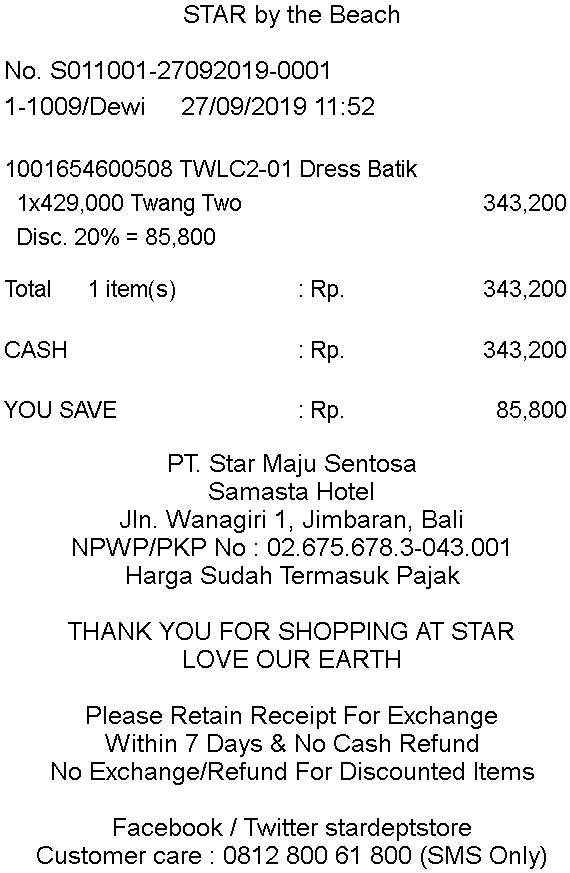 STAR by the Beach
No. S011001-27092019-0001
1-1009/Dewi 27/09/2019 11:52
1001654600508 TWLC2-01 Dress Batik
1x429,000 Twang Two 343,200
Disc. 20% = 85,800
Total 1 item(s) : Rp. 343,200
CASH : Rp. 343,200
YOU SAVE : Rp. 85,800
PT. Star Maju Sentosa
Samasta Hotel
Jln. Wanagiri 1, Jimbaran, Bali
NPWP/PKP No : 02.675.678.3-043.001
Harga Sudah Termasuk Pajak
THANK YOU FOR SHOPPING AT STAR
LOVE OUR EARTH
Please Retain Receipt For Exchange
Within 7 Days & No Cash Refund
No Exchange/Refund For Discounted Items
Facebook / Twitter stardeptstore
Customer care : 0812 800 61 800 (SMS Only)